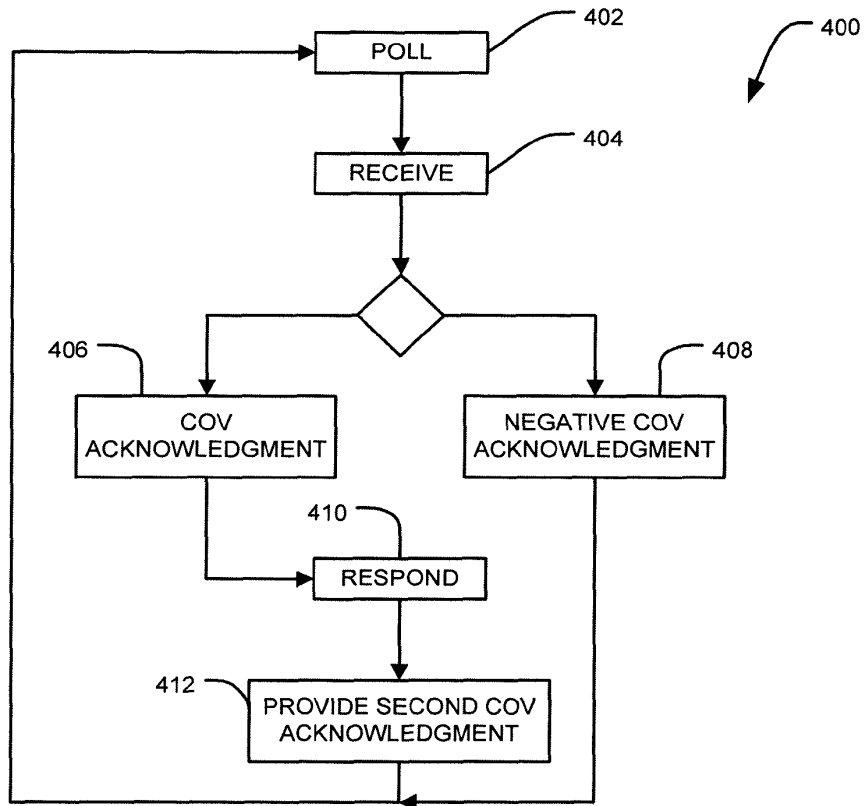 402
POLL
400
404
RECEIVE
406
408
COV
ACKNOWLEDGMENT
NEGATIVE COV
ACKNOWLEDGMENT
410
RESPOND
412
PROVIDE SECOND COV
ACKNOWLEDGMENT